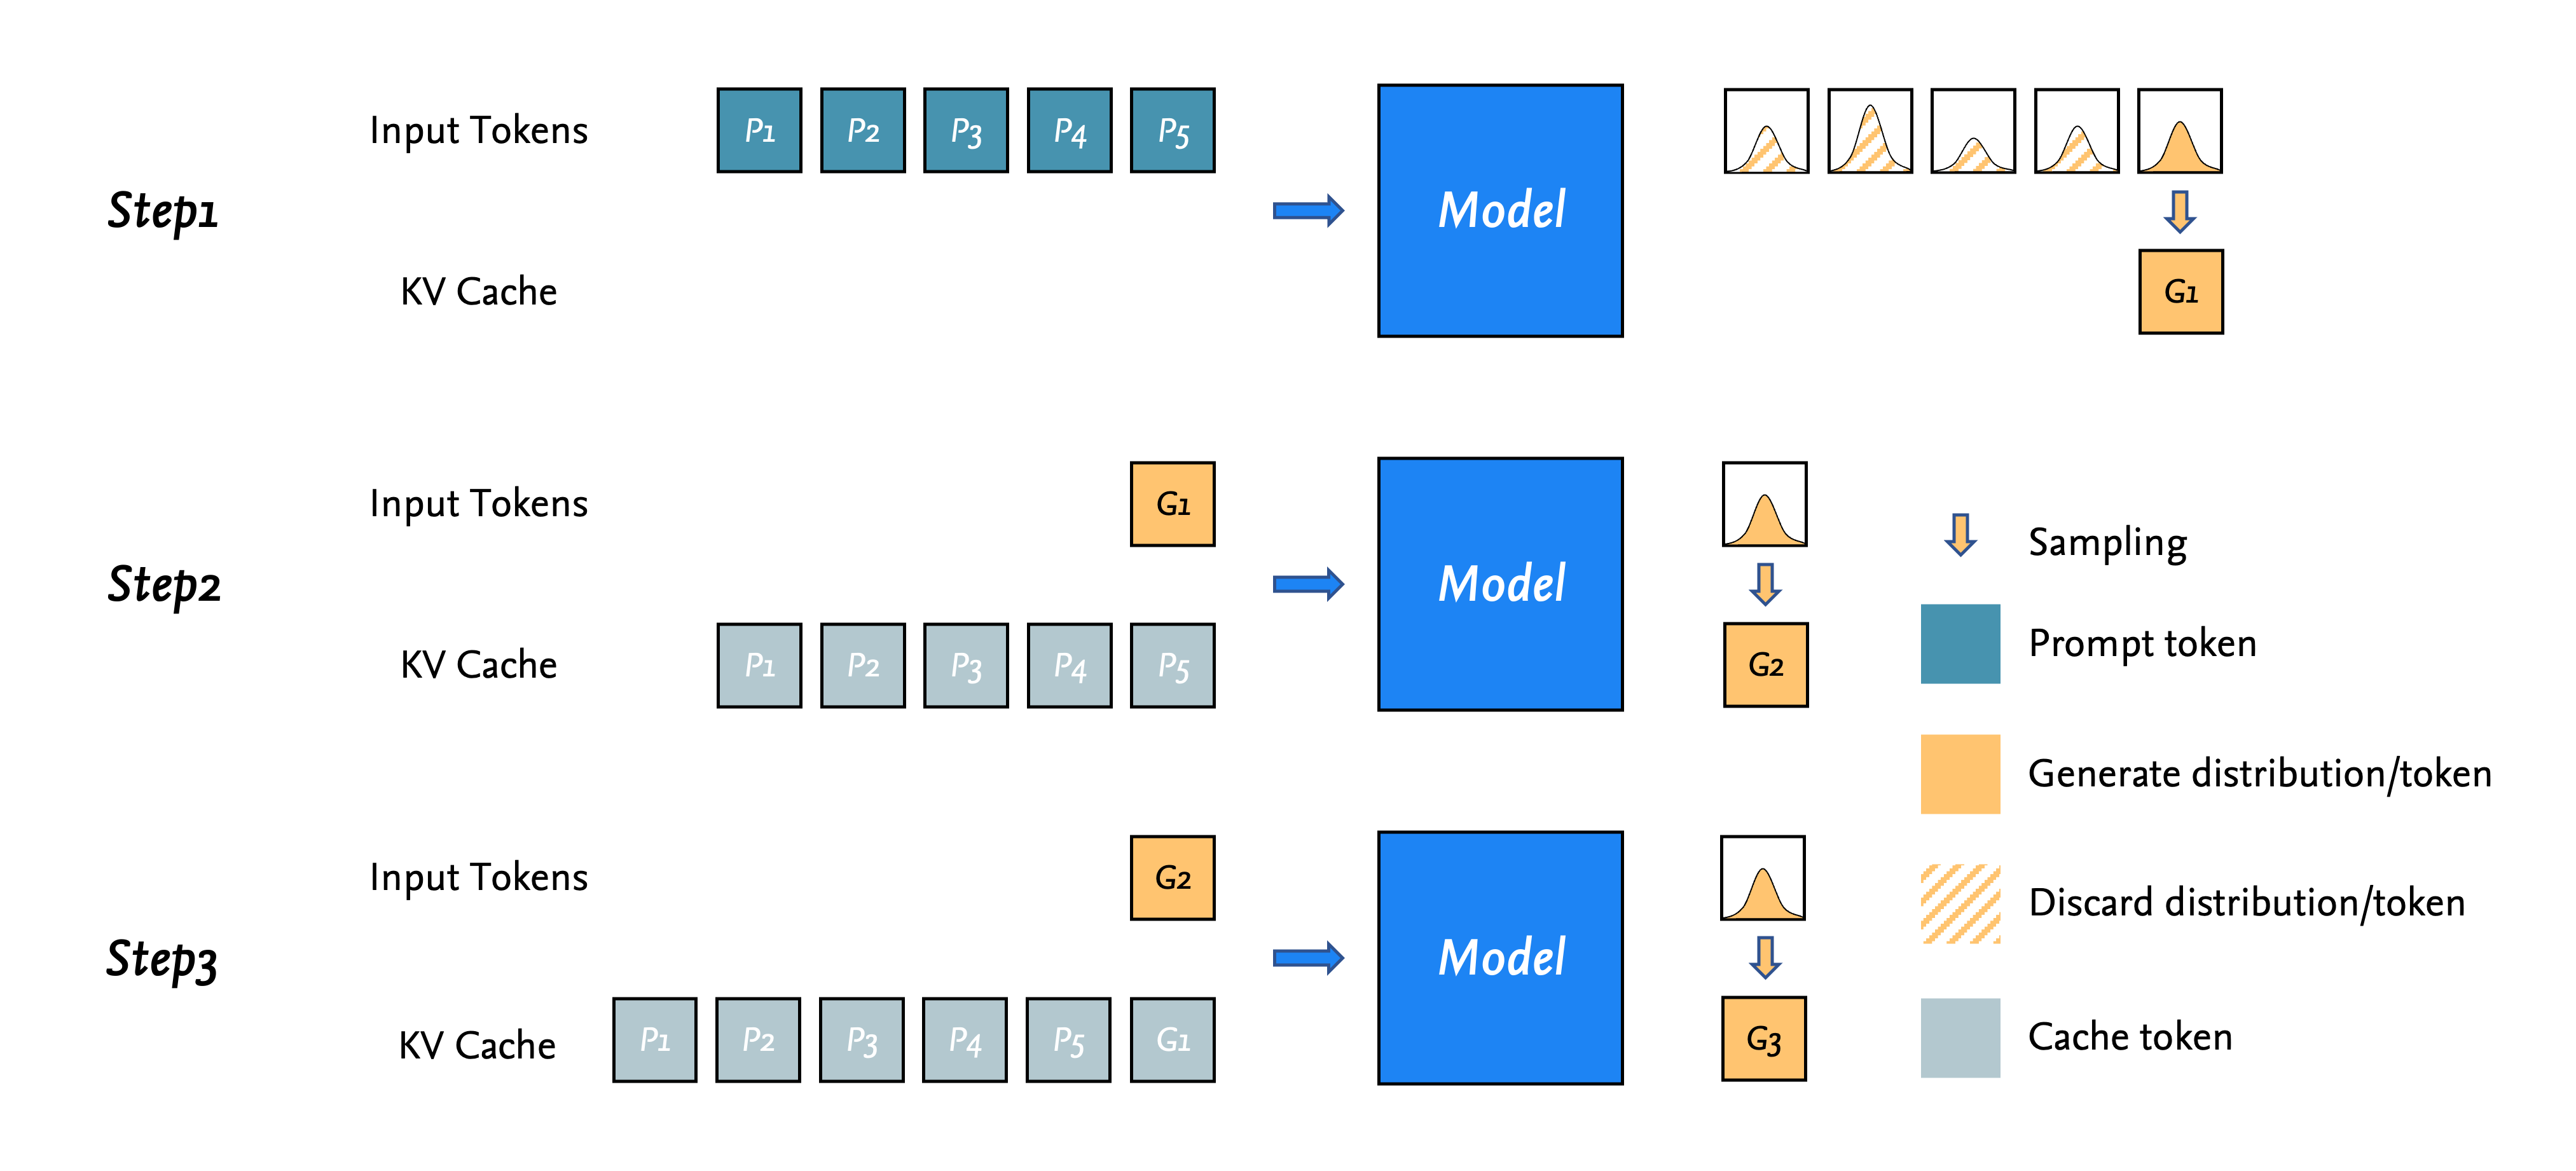 Input Tokens
P1 P2 P3 P4 P5
Step1
Model
KV Cache
G1
Input Tokens
G1
Step2
Model
KV Cache
P1 P2 P3 P4 P5
G2
Input Tokens
G2
Step3
Model
KV Cache
P1 P2 P3 P4 P5 G1
G3
Sampling
Prompt token
Generate distribution/token
Discard distribution/token
Cache token